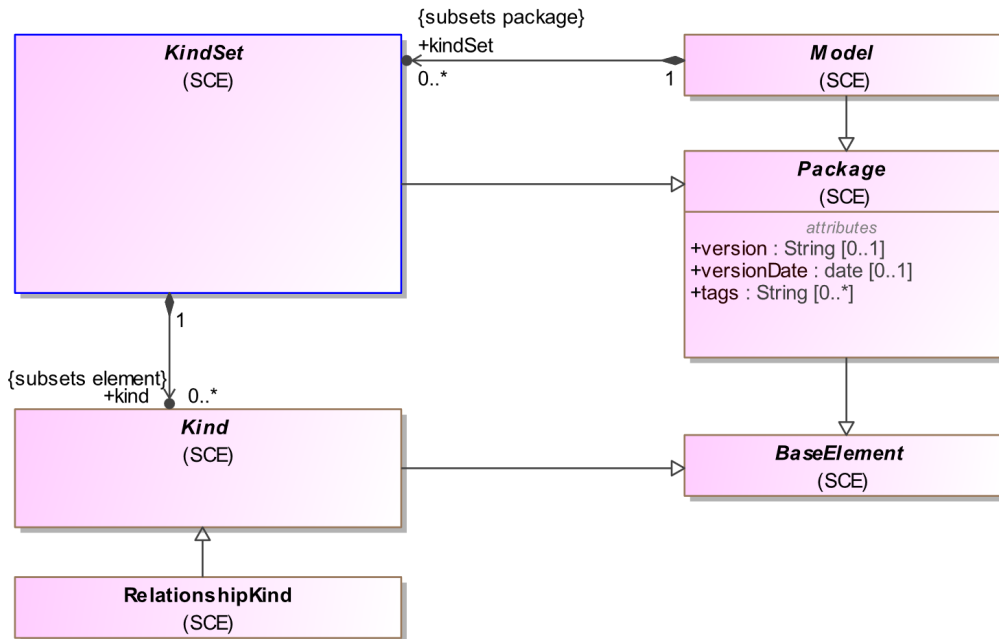 {subsets package}
+kindSet
0..*
1
KindSet
(SCE)
Model
(SCE)
Package
(SCE)
attributes
+version : String [0..1]
+versionDate : date [0..1]
+tags : String [0..*]
1
{subsets element}
+kind
0..*
Kind
(SCE)
BaseElement
(SCE)
RelationshipKind
(SCE)